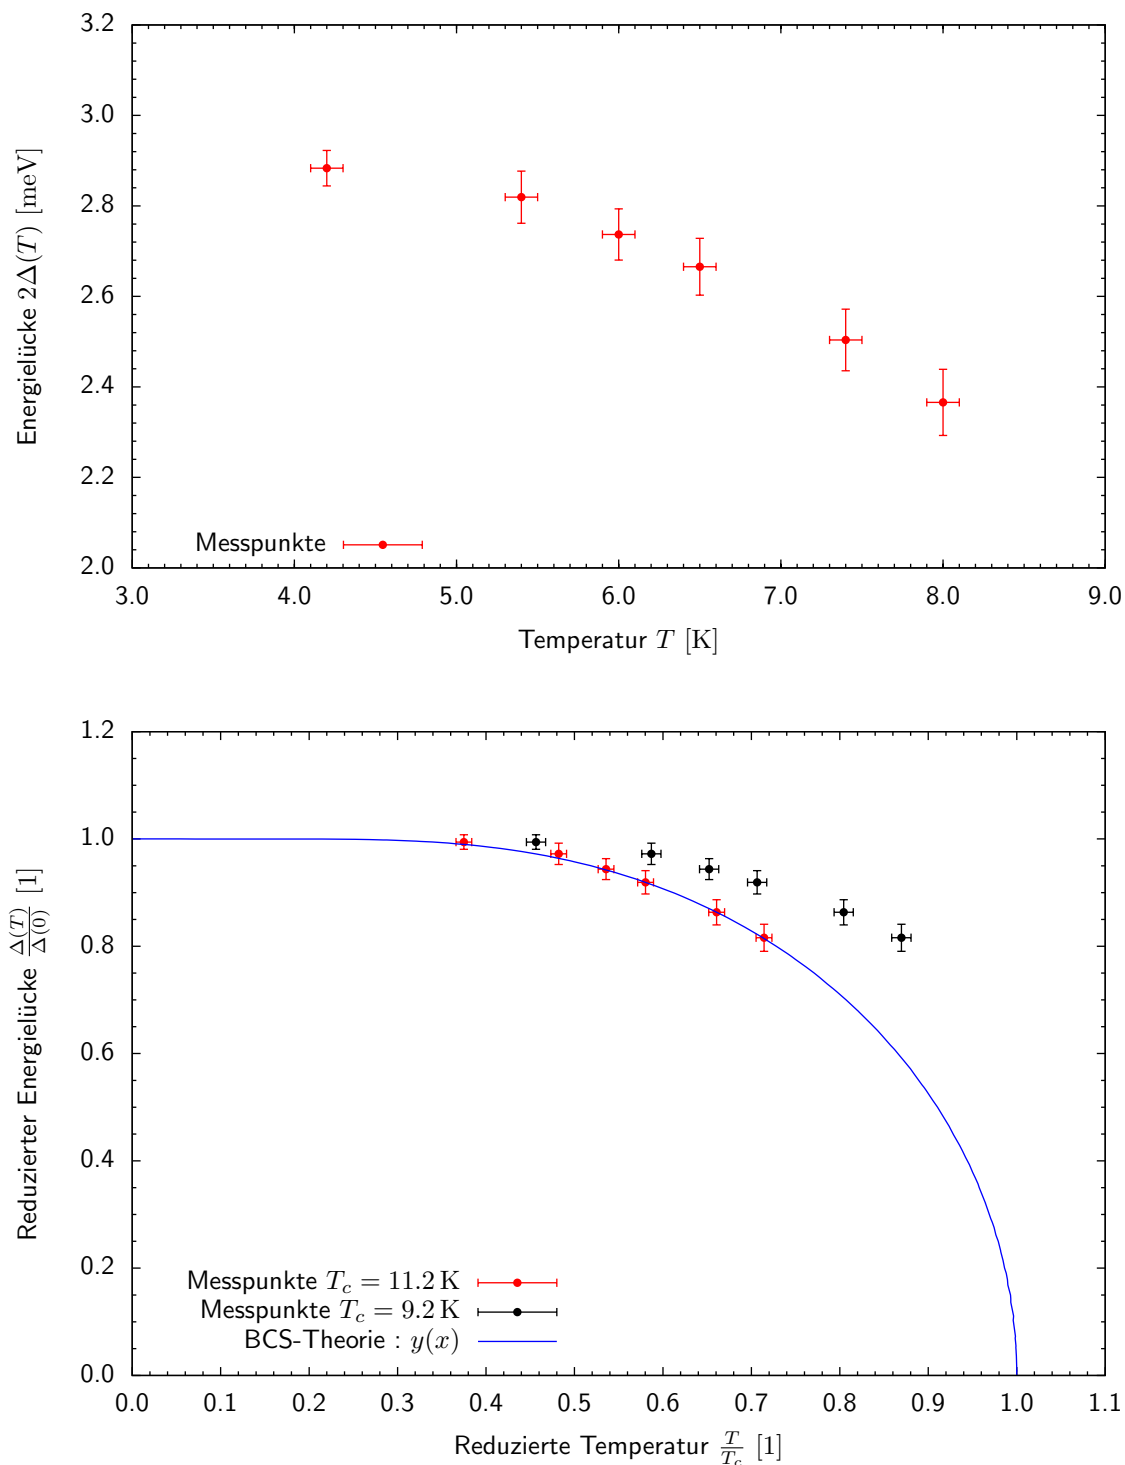 3.2
3.0
2.8
2.6
2.4
2.2
2.0
Energielücke 2Δ(T) [meV]
Messpunkte
3.0 4.0 5.0 6.0 7.0 8.0 9.0
Temperatur T [K]
1.2
1.0
0.8
0.6
0.4
0.2
0.0
Reduzierter Energielücke Δ(T)/Δ(0) [1]
Messpunkte T_c = 11.2 K
Messpunkte T_c = 9.2 K
BCS-Theorie : y(x)
0.0 0.1 0.2 0.3 0.4 0.5 0.6 0.7 0.8 0.9 1.0 1.1
Reduzierte Temperatur T/T_c [1]